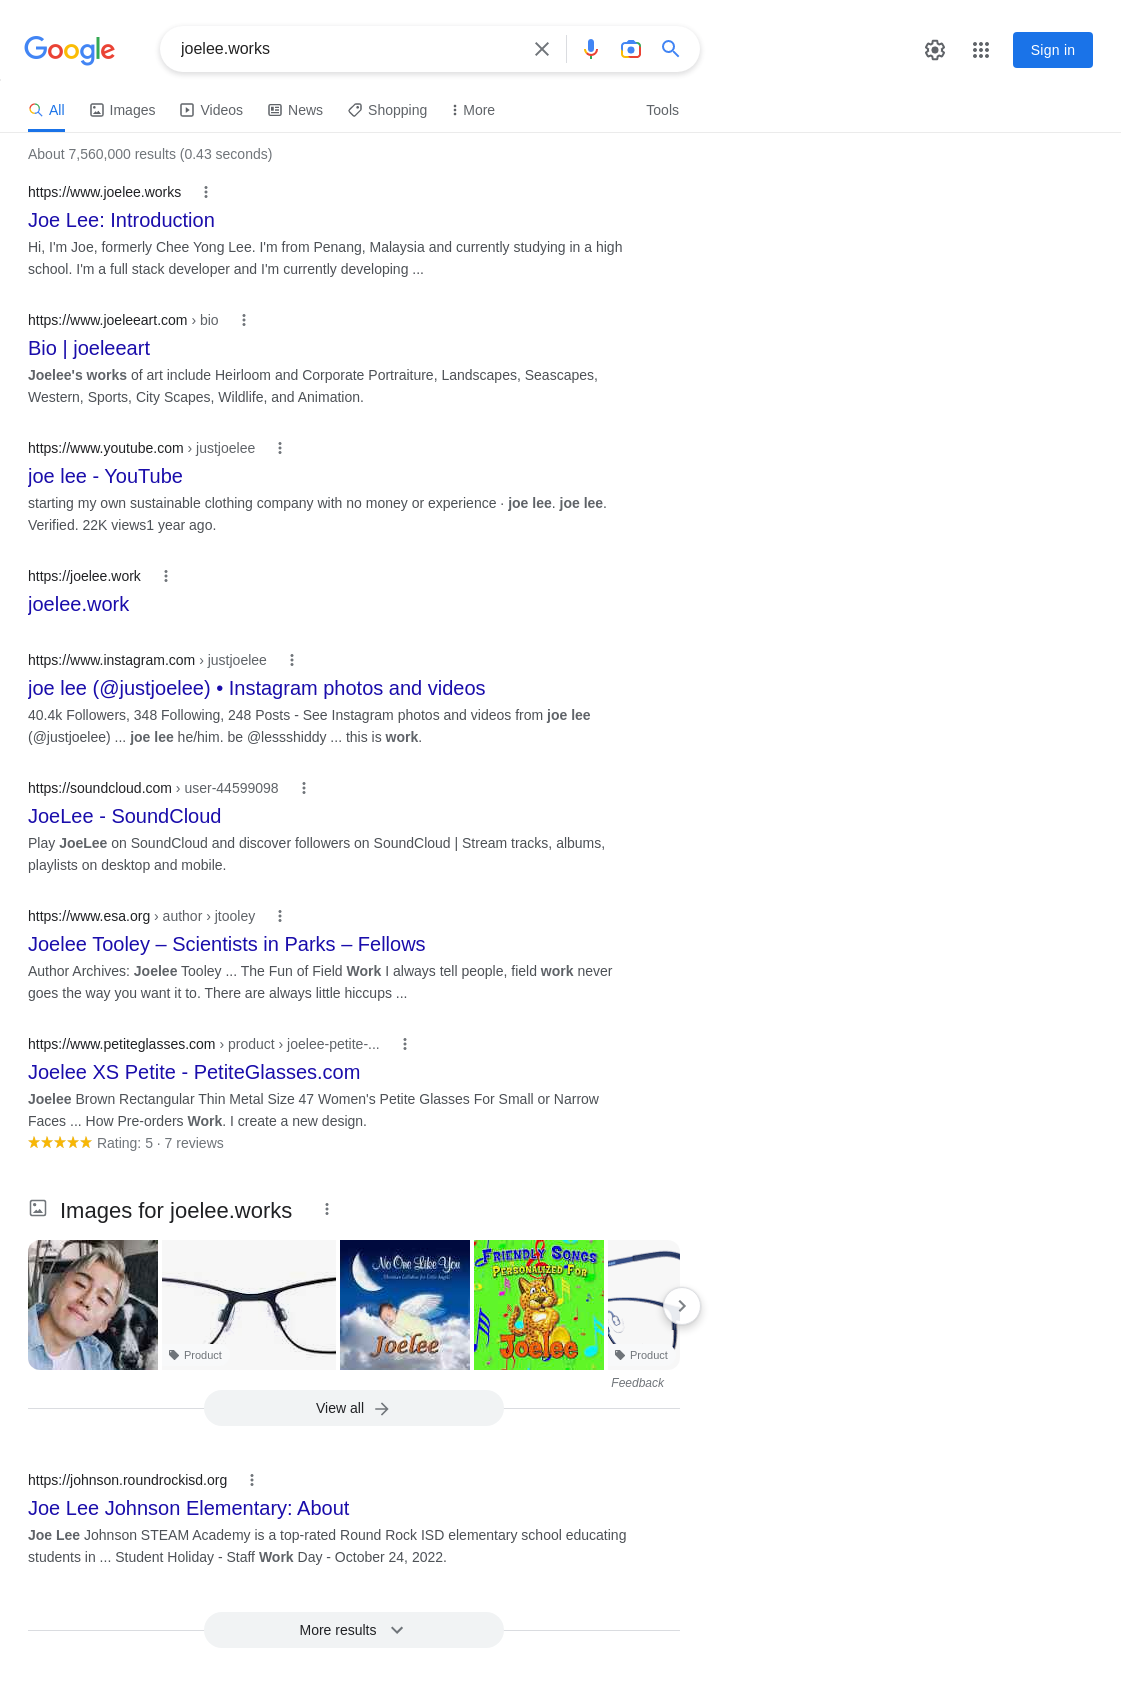 Google
joelee.works
Sign in
All
Images
Videos
News
Shopping
More
Tools
About 7,560,000 results (0.43 seconds)
https://www.joelee.works
Joe Lee: Introduction
Hi, I'm Joe, formerly Chee Yong Lee. I'm from Penang, Malaysia and currently studying in a high
school. I'm a full stack developer and I'm currently developing ...
https://www.joeleeart.com › bio
Bio | joeleeart
Joelee's works of art include Heirloom and Corporate Portraiture, Landscapes, Seascapes,
Western, Sports, City Scapes, Wildlife, and Animation.
https://www.youtube.com › justjoelee
joe lee - YouTube
starting my own sustainable clothing company with no money or experience · joe lee. joe lee.
Verified. 22K views1 year ago.
https://joelee.work
joelee.work
https://www.instagram.com › justjoelee
joe lee (@justjoelee) • Instagram photos and videos
40.4k Followers, 348 Following, 248 Posts - See Instagram photos and videos from joe lee
(@justjoelee) ... joe lee he/him. be @lessshiddy ... this is work.
https://soundcloud.com › user-44599098
JoeLee - SoundCloud
Play JoeLee on SoundCloud and discover followers on SoundCloud | Stream tracks, albums,
playlists on desktop and mobile.
https://www.esa.org › author › jtooley
Joelee Tooley – Scientists in Parks – Fellows
Author Archives: Joelee Tooley ... The Fun of Field Work I always tell people, field work never
goes the way you want it to. There are always little hiccups ...
https://www.petiteglasses.com › product › joelee-petite-...
Joelee XS Petite - PetiteGlasses.com
Joelee Brown Rectangular Thin Metal Size 47 Women's Petite Glasses For Small or Narrow
Faces ... How Pre-orders Work. I create a new design.
Rating: 5 · 7 reviews
Images for joelee.works
Product
No One Like You
Christian Lullabies for Little Angels
Joelee
Friendly Songs
Personalized For
Joelee
Product
Feedback
View all
https://johnson.roundrockisd.org
Joe Lee Johnson Elementary: About
Joe Lee Johnson STEAM Academy is a top-rated Round Rock ISD elementary school educating
students in ... Student Holiday - Staff Work Day - October 24, 2022.
More results